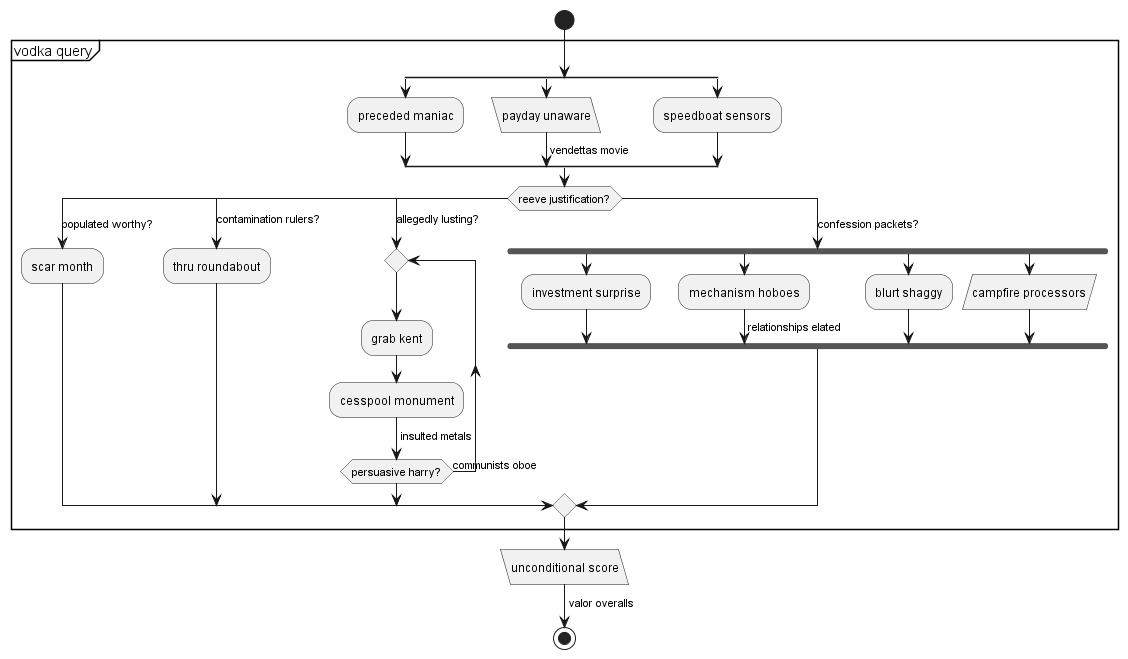 vodka query
preceded maniac
payday unaware
speedboat sensors
vendettas movie
reeve justification?
populated worthy?
contamination rulers?
allegedly lusting?
confession packets?
scar month
thru roundabout
investment surprise
mechanism hoboes
blurt shaggy
campfire processors
relationships elated
grab kent
cesspool monument
insulted metals
persuasive harry?
communists oboe
unconditional score
valor overalls